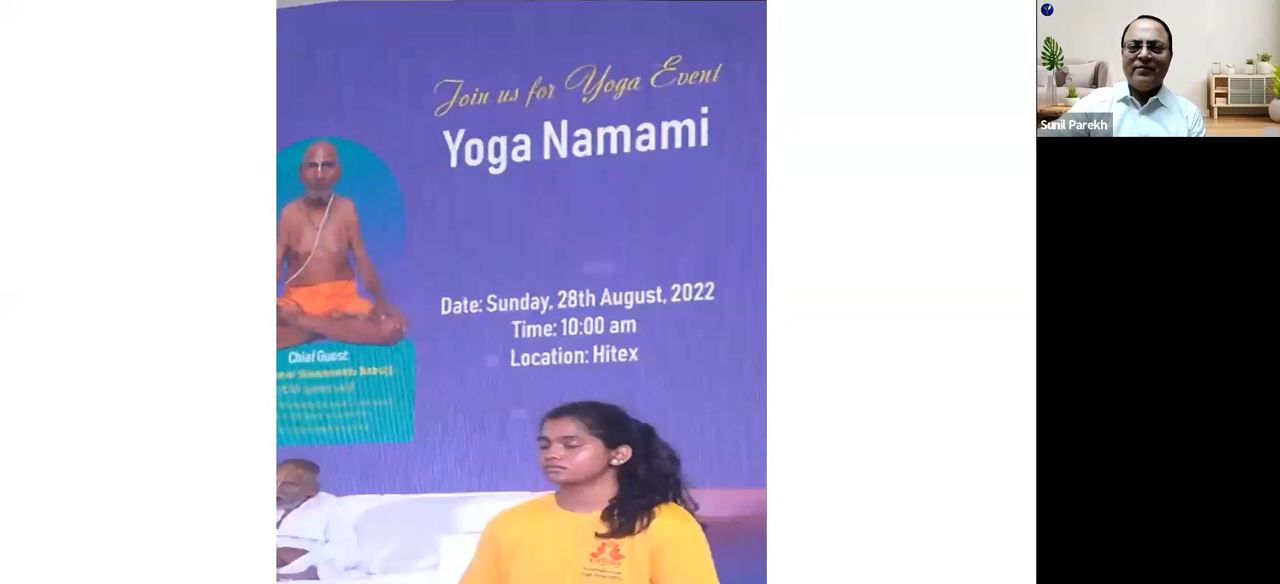 Join us for Yoga Event
Yoga Namami
Date: Sunday, 28th August, 2022
Time: 10:00 am
Location: Hitex
Chief Guest
Sunil Parekh